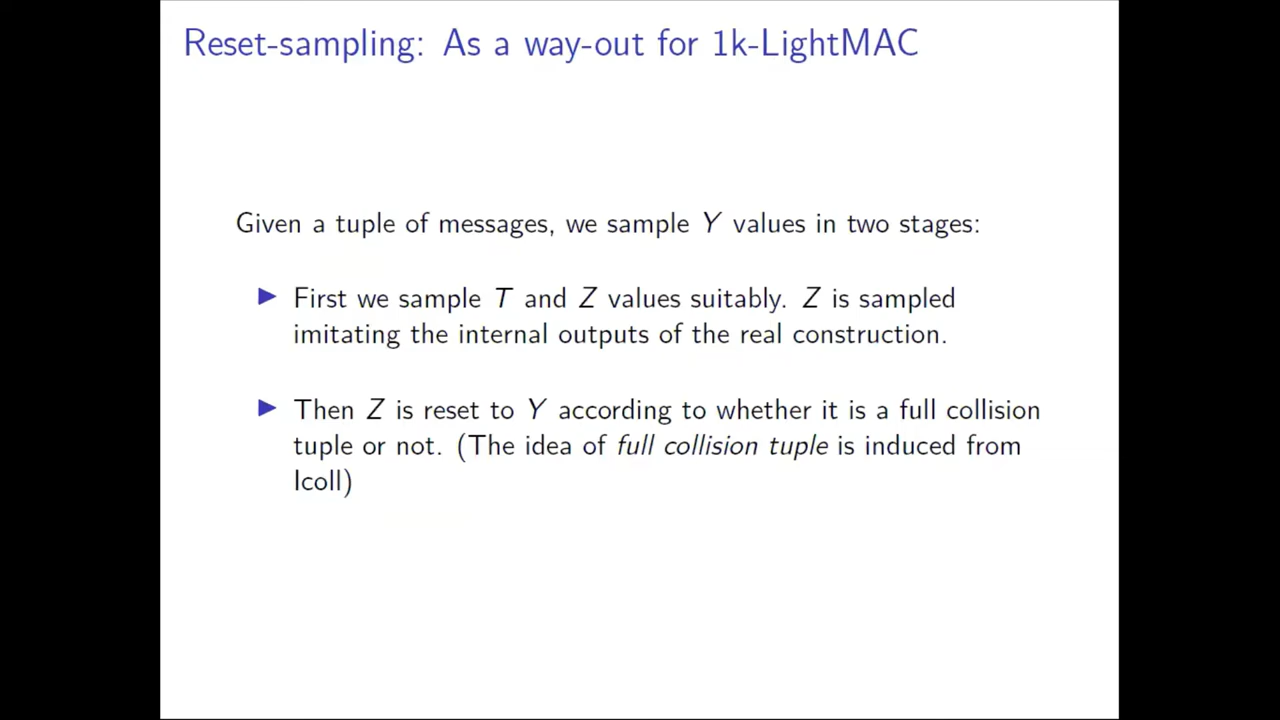 Reset-sampling: As a way-out for 1k-LightMAC
Given a tuple of messages, we sample Y values in two stages:
▶ First we sample T and Z values suitably. Z is sampled
imitating the internal outputs of the real construction.
▶ Then Z is reset to Y according to whether it is a full collision
tuple or not. (The idea of full collision tuple is induced from
Icoll)